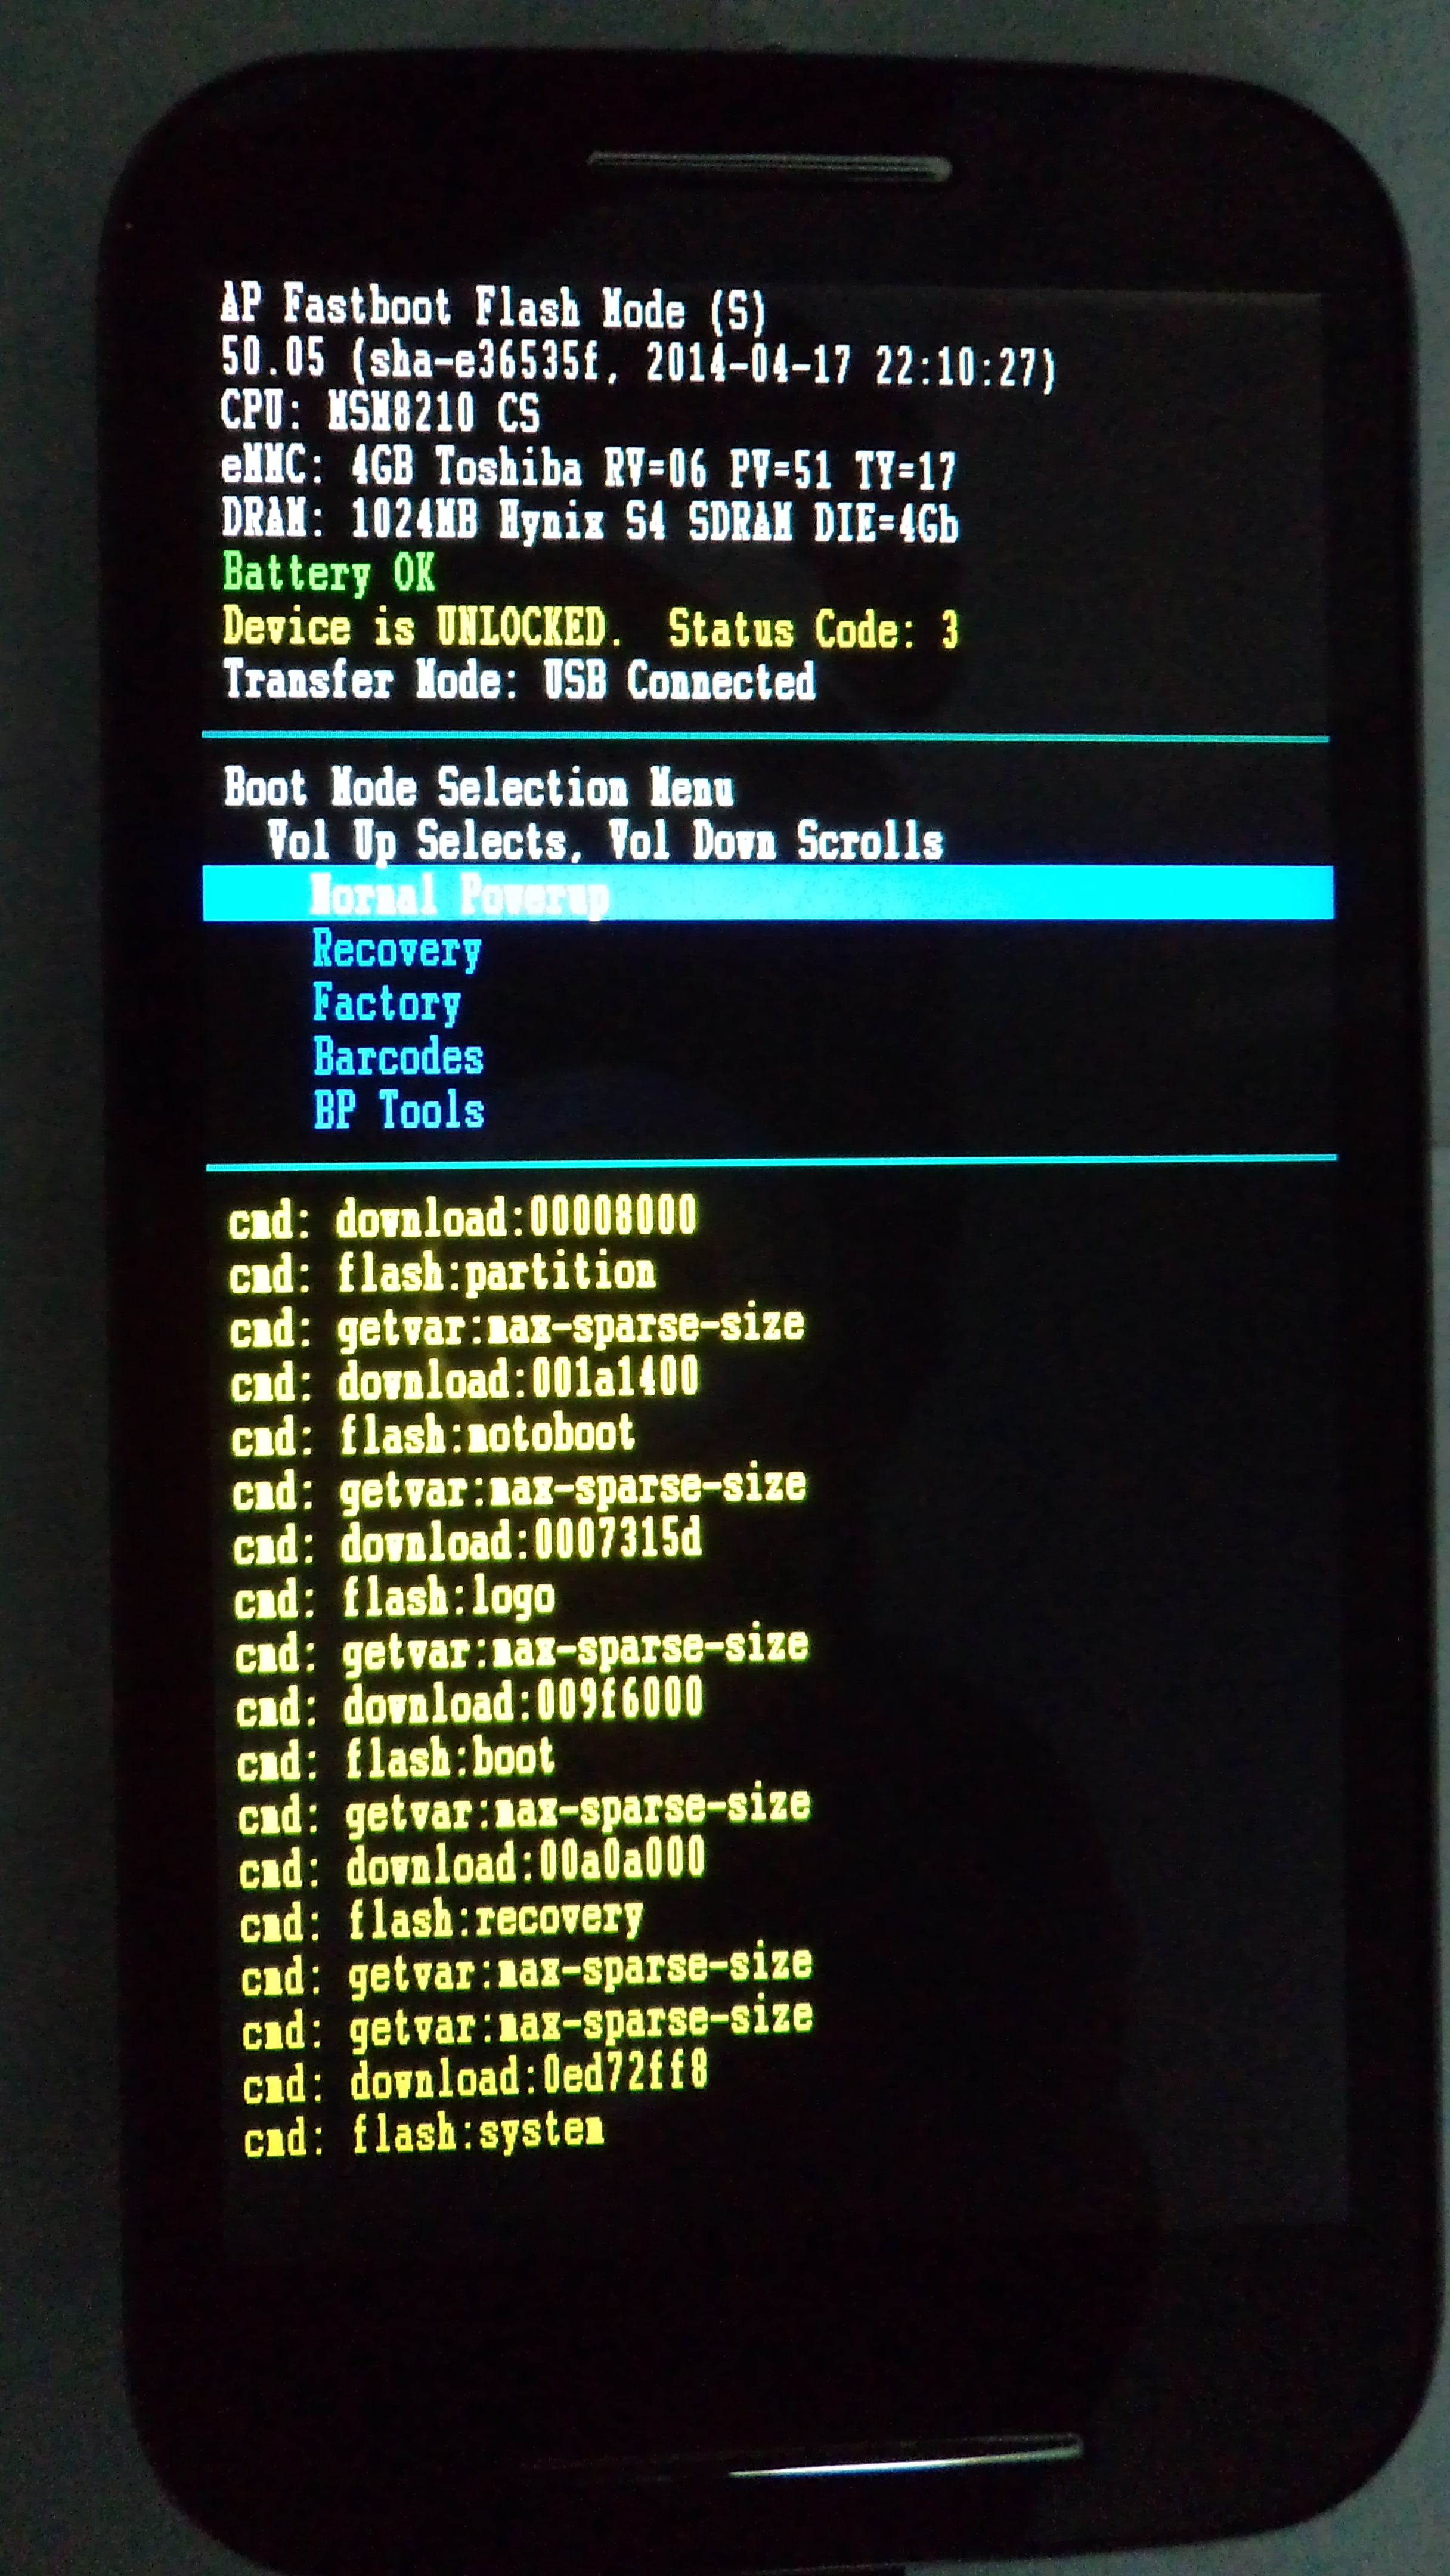 AP Fastboot Flash Mode (S)
50.05 (sha-e36535f, 2014-04-17 22:10:27)
CPU: MSM8210 CS
eMMC: 4GB Toshiba RV=06 PV=51 TY=17
DRAM: 1024MB Hynix S4 SDRAM DIE=4Gb
Battery OK
Device is UNLOCKED.  Status Code: 3
Transfer Mode: USB Connected
Boot Mode Selection Menu
Vol Up Selects, Vol Down Scrolls
Normal Powerup
Recovery
Factory
Barcodes
BP Tools
cmd: download:00008000
cmd: flash:partition
cmd: getvar:max-sparse-size
cmd: download:001a1400
cmd: flash:motoboot
cmd: getvar:max-sparse-size
cmd: download:0007315d
cmd: flash:logo
cmd: getvar:max-sparse-size
cmd: download:009f6000
cmd: flash:boot
cmd: getvar:max-sparse-size
cmd: download:00a0a000
cmd: flash:recovery
cmd: getvar:max-sparse-size
cmd: getvar:max-sparse-size
cmd: download:0ed72ff8
cmd: flash:system